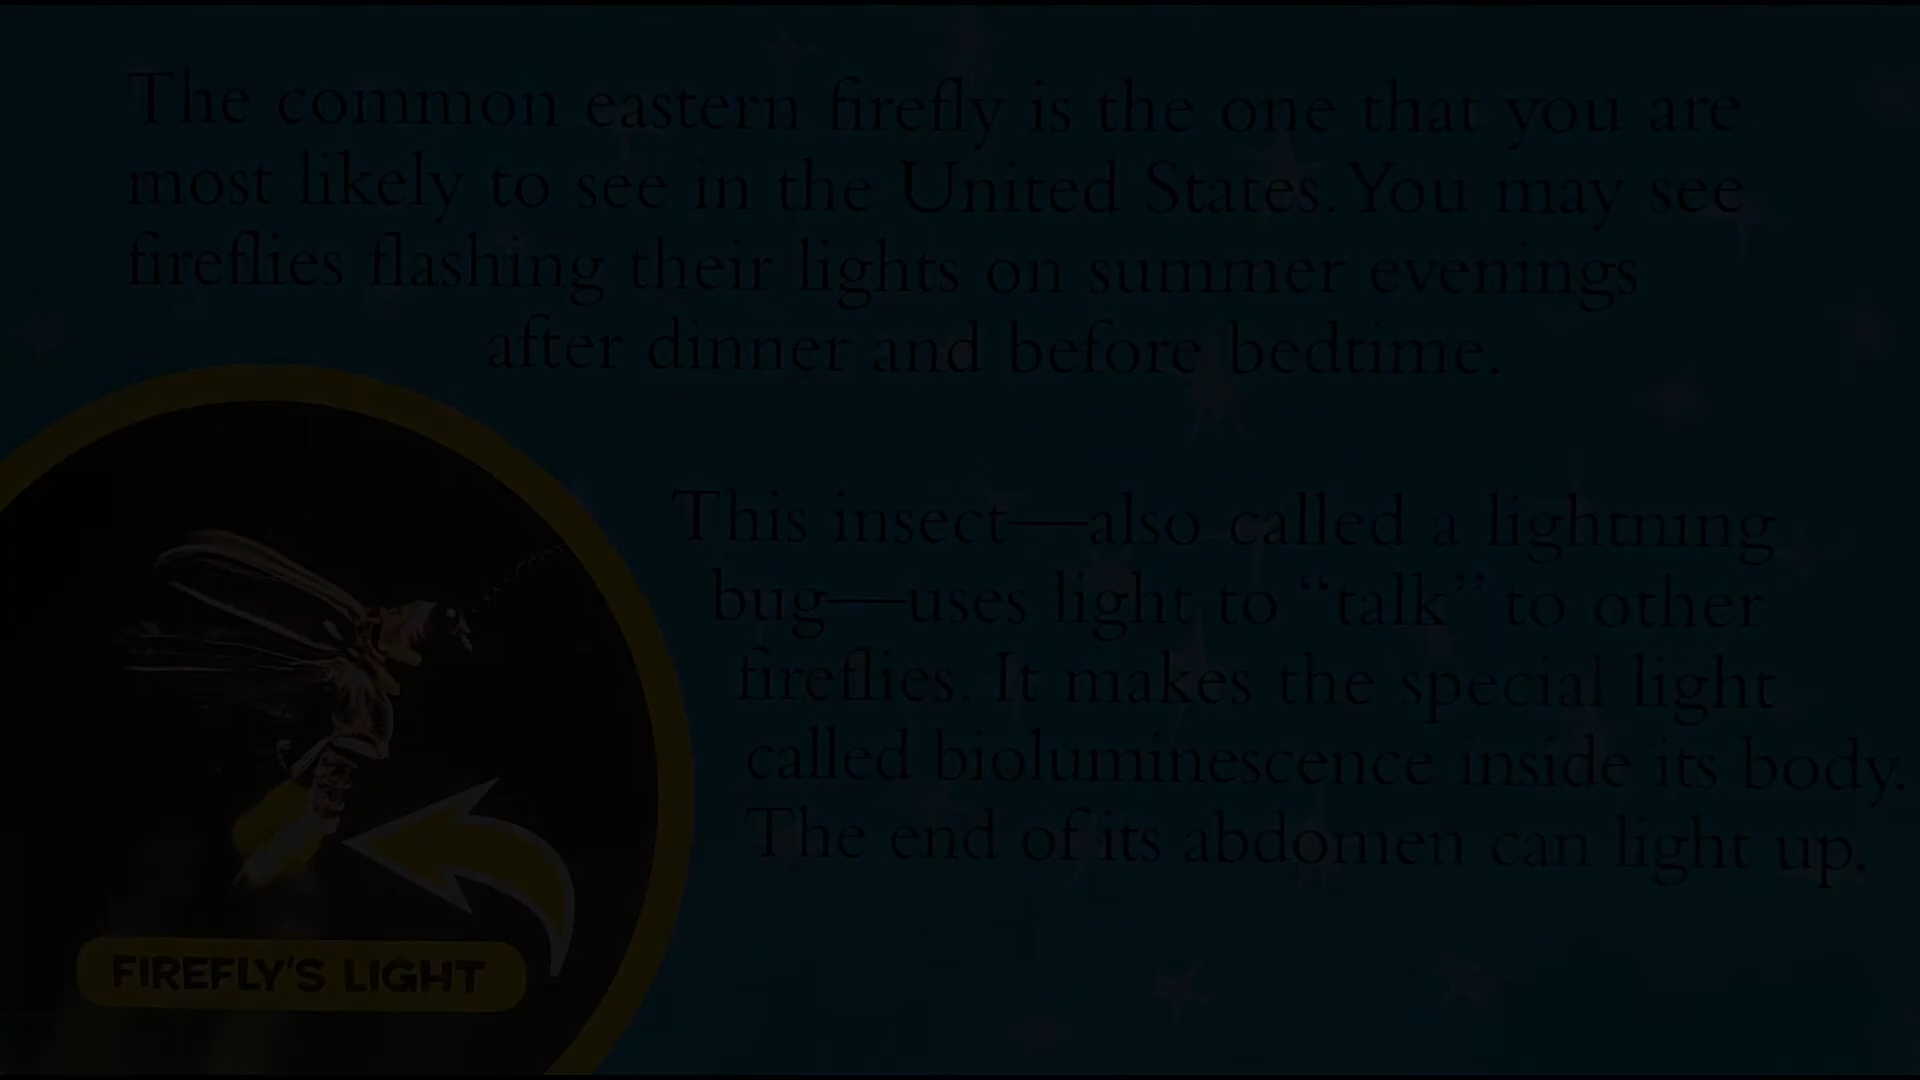 The common eastern firefly is the one that you are
most likely to see in the United States. You may see
fireflies flashing their lights on summer evenings
after dinner and before bedtime.
This insect—also called a lightning
bug—uses light to “talk” to other
fireflies. It makes the special light
called bioluminescence inside its body.
The end of its abdomen can light up.
FIREFLY'S LIGHT